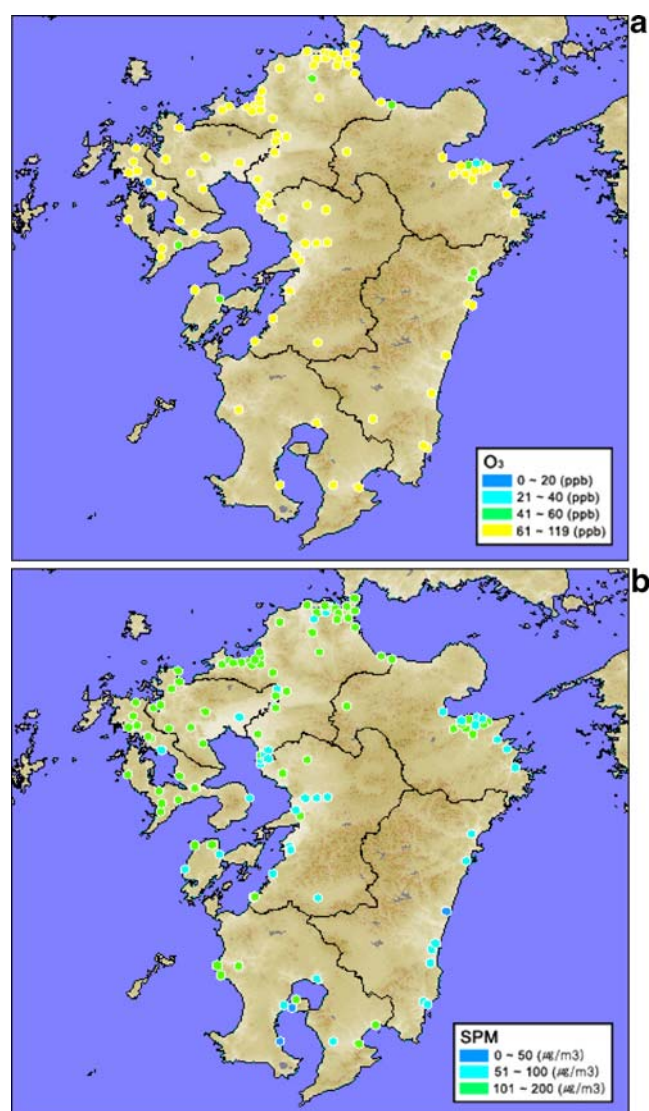 a
O₃
0 ~ 20 (ppb)
21 ~ 40 (ppb)
41 ~ 60 (ppb)
61 ~ 119 (ppb)
b
SPM
0 ~ 50 (㎍/m3)
51 ~ 100 (㎍/m3)
101 ~ 200 (㎍/m3)